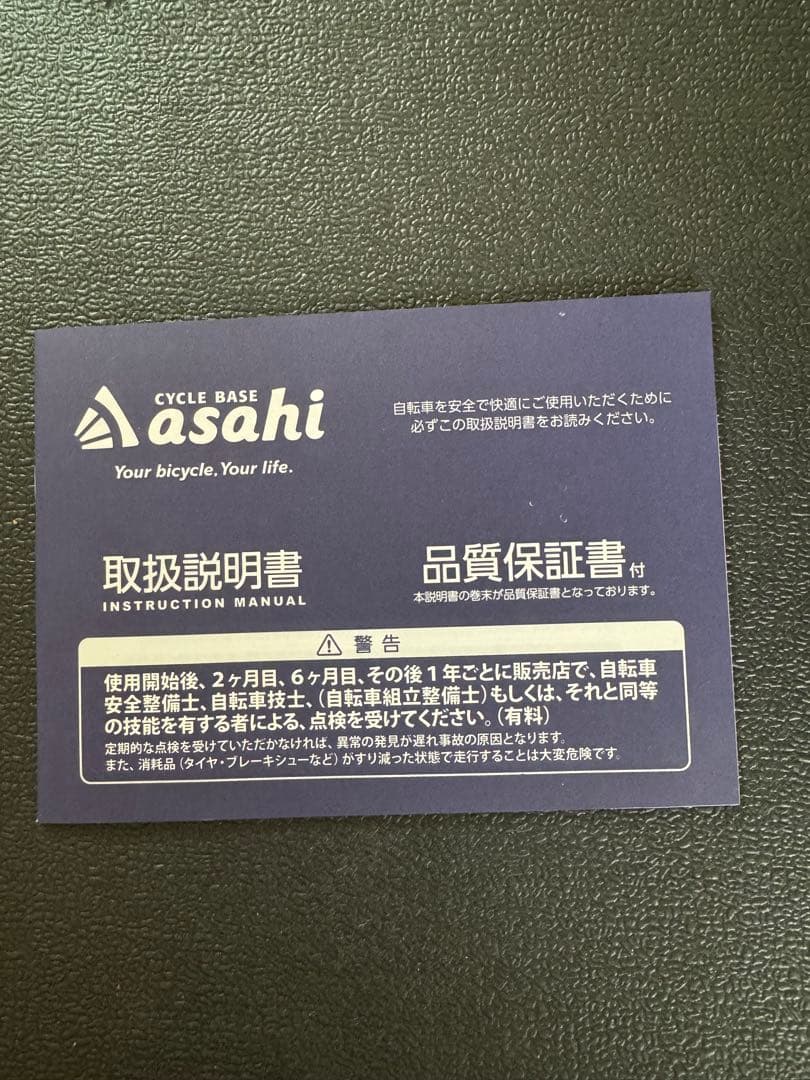 CYCLE BASE
asahi
Your bicycle. Your life.
自転車を安全で快適にご使用いただくために
必ずこの取扱説明書をお読みください。
取扱説明書
INSTRUCTION MANUAL
品質保証書付
本説明書の巻末が品質保証書となっております。
警告
使用開始後、2ヶ月目、6ヶ月目、その後1年ごとに販売店で、自転車
安全整備士、自転車技士、(自転車組立整備士)もしくは、それと同等
の技能を有する者による、点検を受けてください。(有料)
定期的な点検を受けていただかなければ、異常の発見が遅れ事故の原因となります。
また、消耗品(タイヤ・ブレーキシューなど)がすり減った状態で走行することは大変危険です。